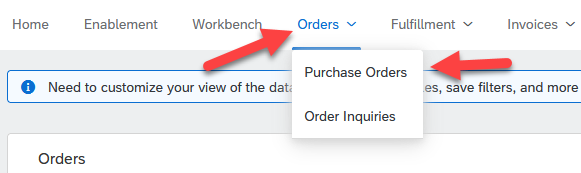 Home Enablement Workbench Orders Fulfillment Invoices
Purchase Orders
Need to customize your view of the data es, save filters, and more
Order Inquiries
Orders